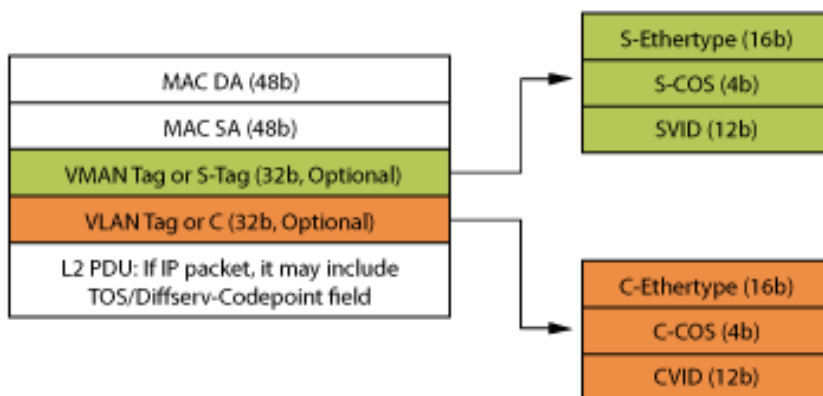 MAC DA (48b)
MAC SA (48b)
VMAN Tag or S-Tag (32b, Optional)
VLAN Tag or C (32b, Optional)
L2 PDU: If IP packet, it may include
TOS/Diffserv-Codepoint field
S-Ethertype (16b)
S-COS (4b)
SVID (12b)
C-Ethertype (16b)
C-COS (4b)
CVID (12b)